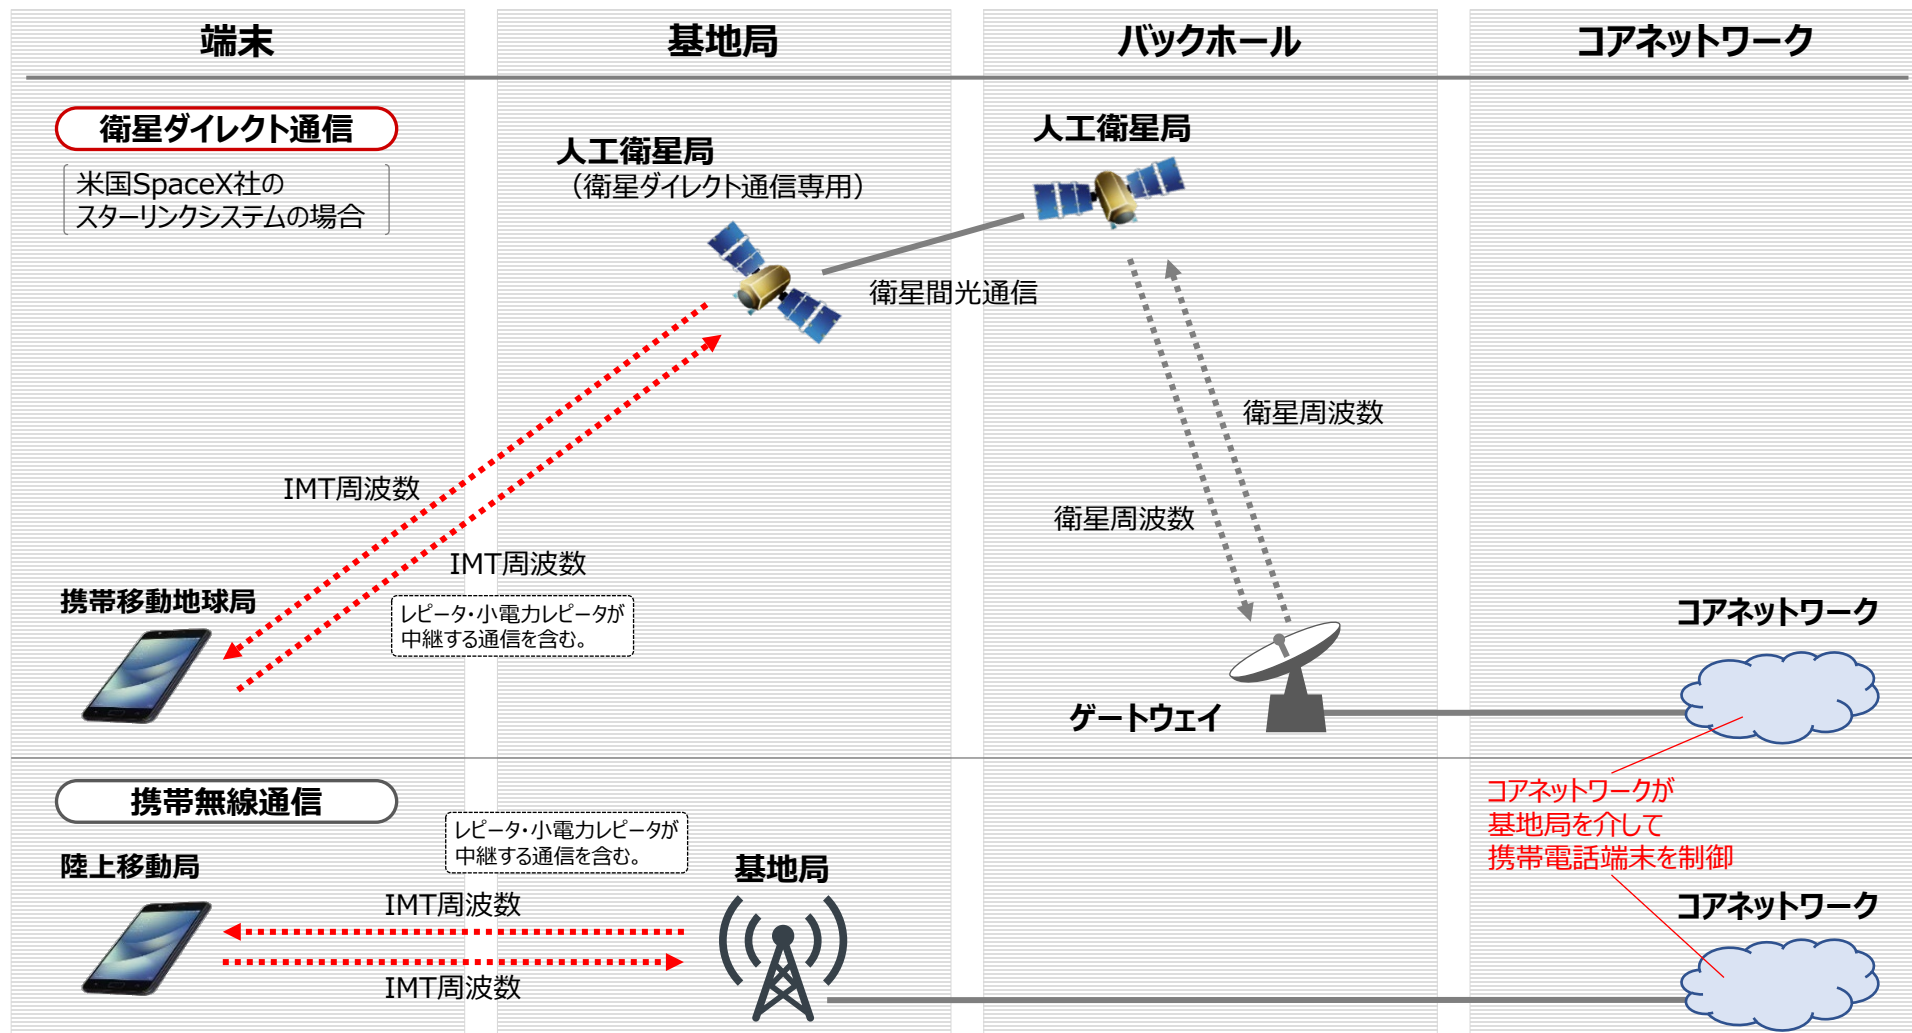 端末
基地局
バックホール
コアネットワーク
衛星ダイレクト通信
米国SpaceX社の
スターリンクシステムの場合
人工衛星局
（衛星ダイレクト通信専用）
人工衛星局
衛星間光通信
衛星周波数
衛星周波数
IMT周波数
IMT周波数
携帯移動地球局
レピータ・小電力レピータが
中継する通信を含む。
ゲートウェイ
コアネットワーク
携帯無線通信
レピータ・小電力レピータが
中継する通信を含む。
陸上移動局
基地局
IMT周波数
IMT周波数
コアネットワークが
基地局を介して
携帯電話端末を制御
コアネットワーク